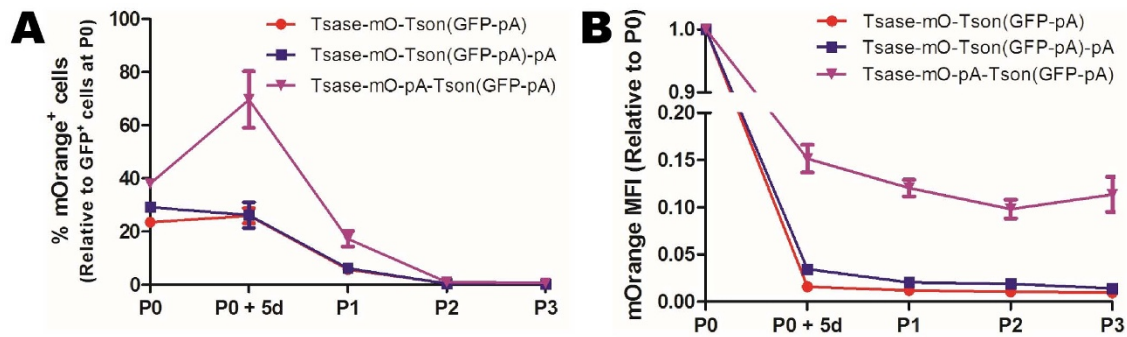 A
% mOrange+ cells
(Relative to GFP+ cells at P0)
100
80
60
40
20
0
P0
P0 + 5d
P1
P2
P3
Tsase-mO-Tson(GFP-pA)
Tsase-mO-Tson(GFP-pA)-pA
Tsase-mO-pA-Tson(GFP-pA)
B
mOrange MFI (Relative to P0)
1.0
0.9
0.20
0.15
0.10
0.05
0.00
P0
P0 + 5d
P1
P2
P3
Tsase-mO-Tson(GFP-pA)
Tsase-mO-Tson(GFP-pA)-pA
Tsase-mO-pA-Tson(GFP-pA)